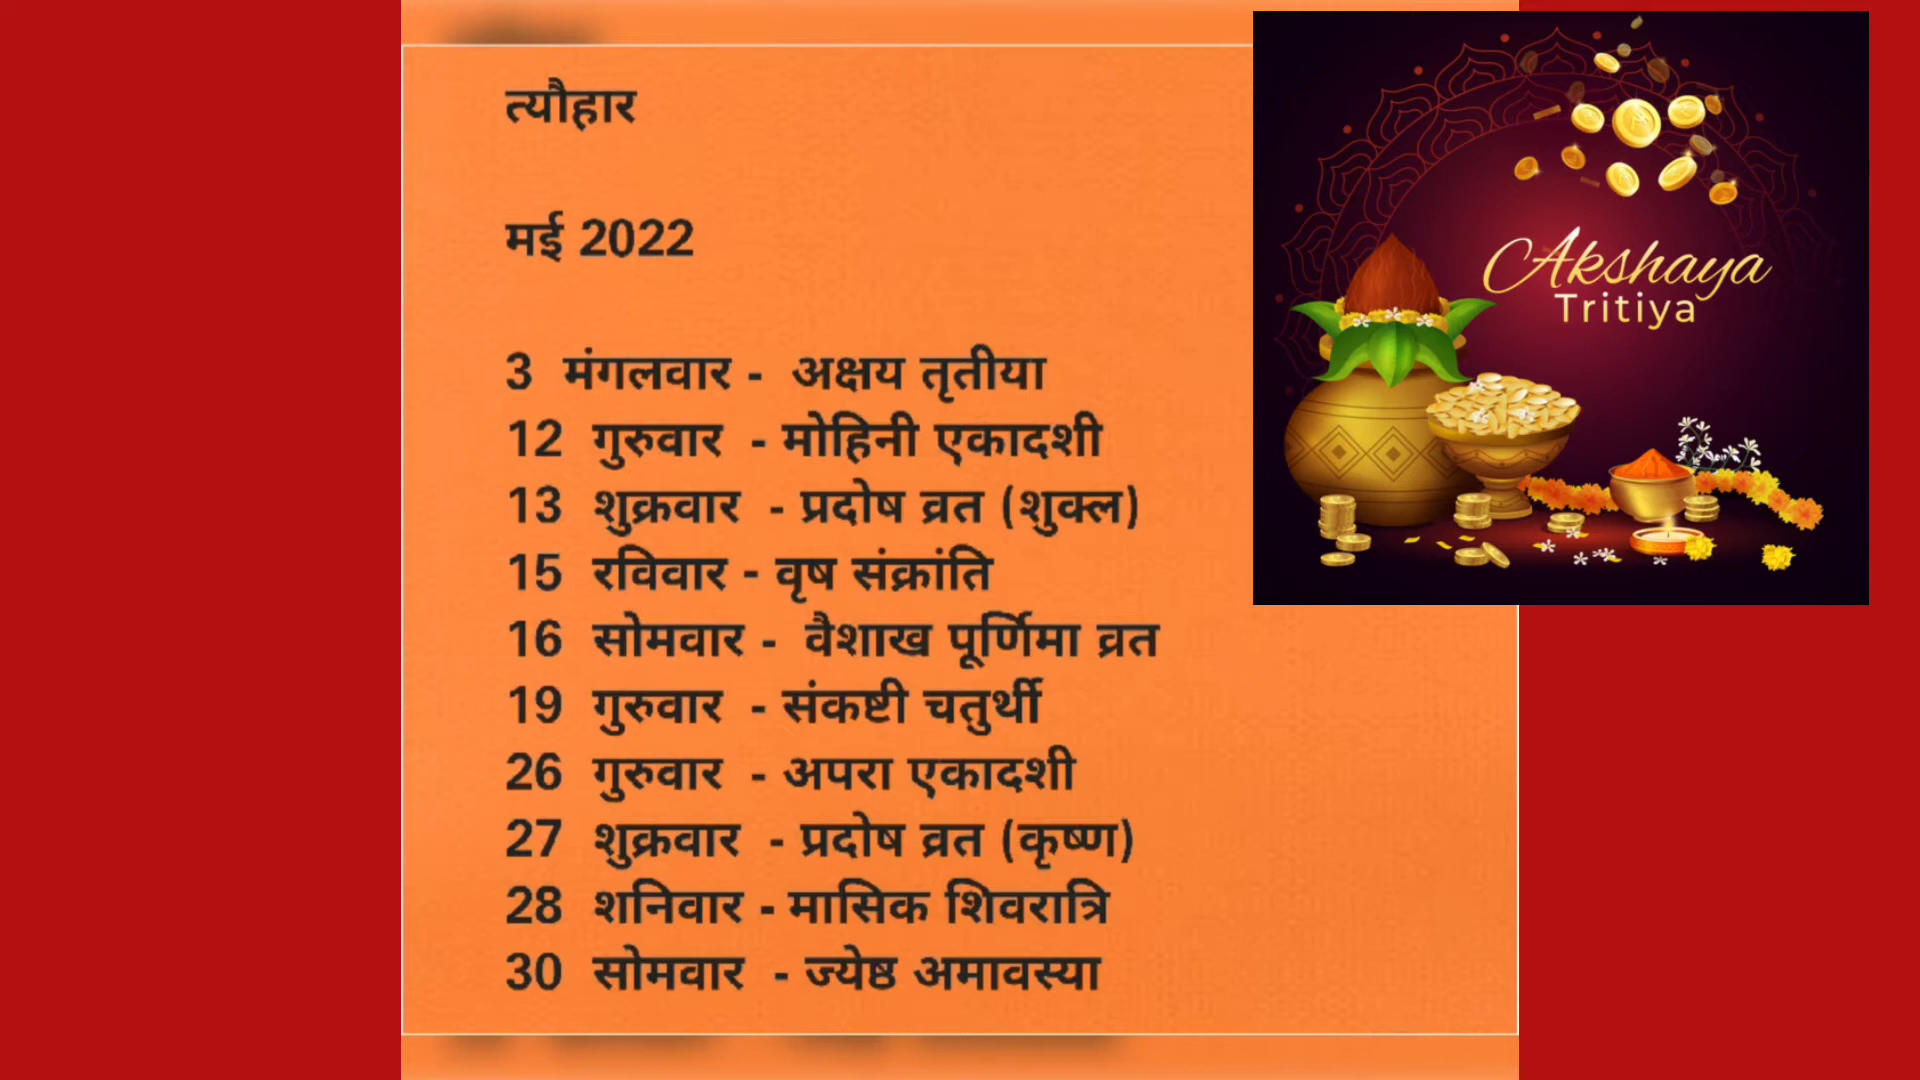 त्यौहार
मई 2022
3 मंगलवार - अक्षय तृतीया
12 गुरुवार - मोहिनी एकादशी
13 शुक्रवार - प्रदोष व्रत (शुक्ल)
15 रविवार - वृष संक्रांति
16 सोमवार - वैशाख पूर्णिमा व्रत
19 गुरुवार - संकष्टी चतुर्थी
26 गुरुवार - अपरा एकादशी
27 शुक्रवार - प्रदोष व्रत (कृष्ण)
28 शनिवार - मासिक शिवरात्रि
30 सोमवार - ज्येष्ठ अमावस्या
Akshaya
Tritiya